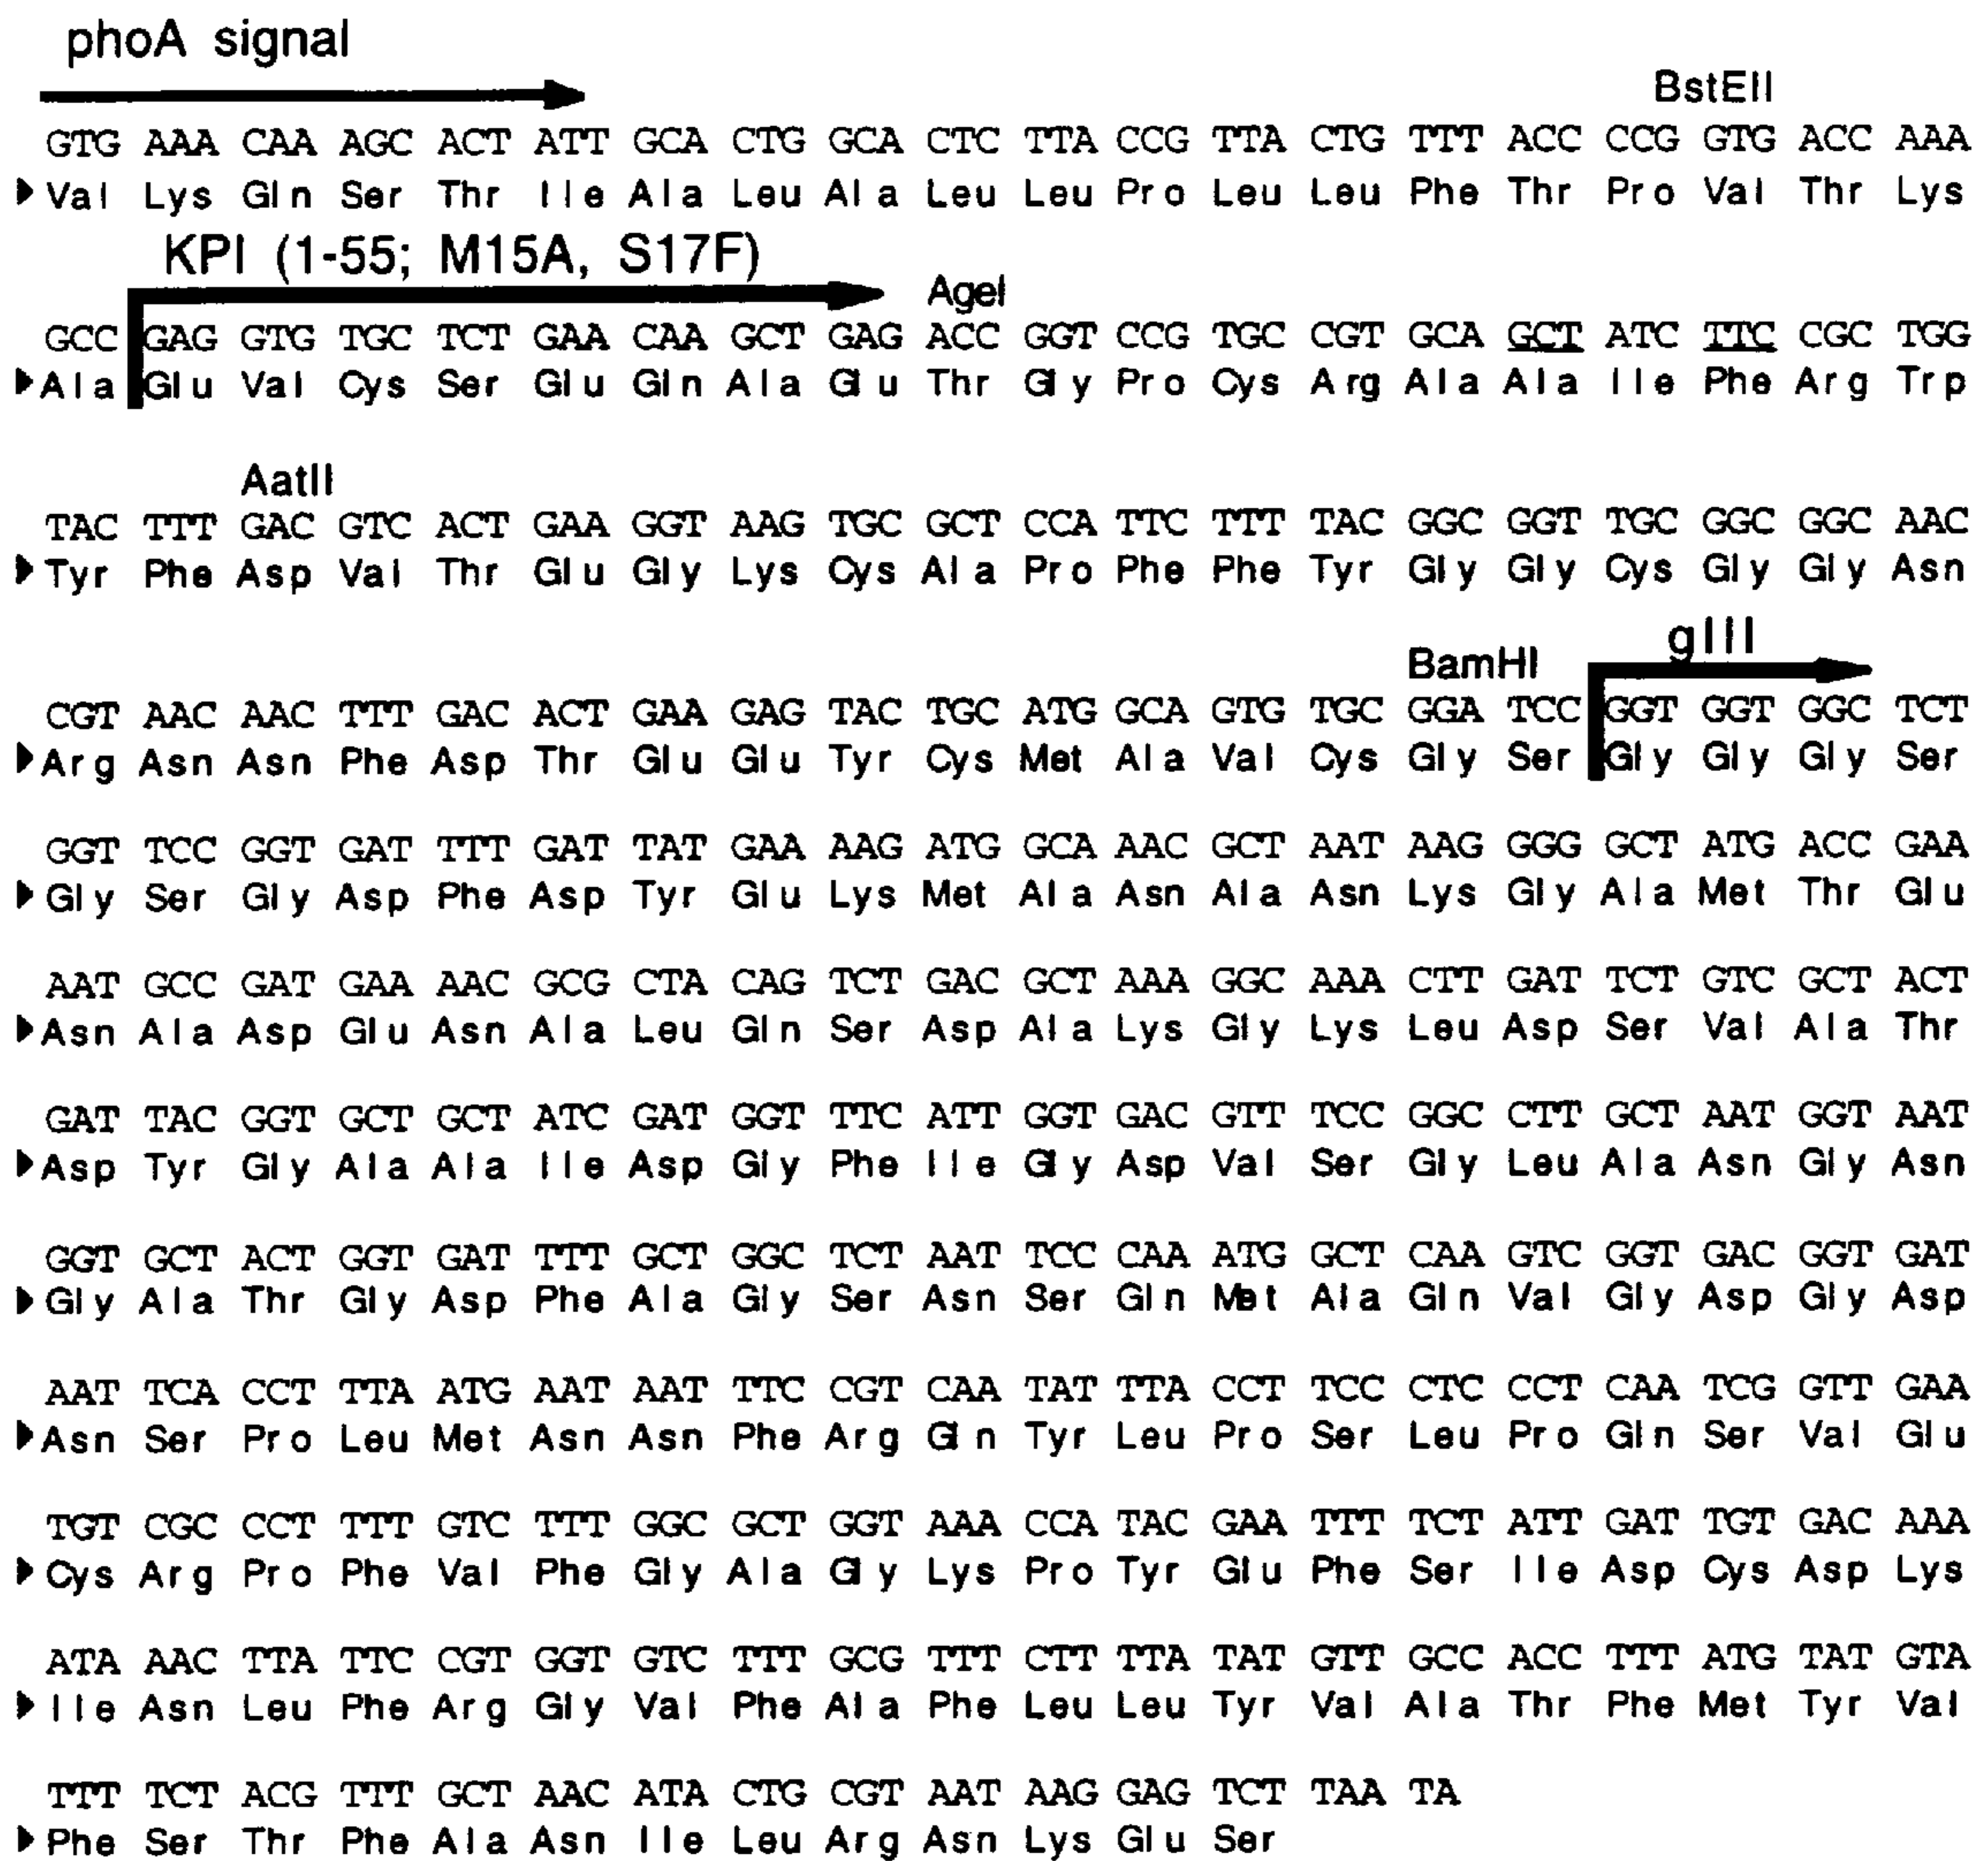 phoA signal
BstEII
GTG AAA CAA AGC ACT ATT GCA CTG GCA CTC TTA CCG TTA CTG TTT ACC CCG GTG ACC AAA
Val Lys Gln Ser Thr Ile Ala Leu Ala Leu Leu Pro Leu Leu Phe Thr Pro Val Thr Lys
KPI (1-55; M15A, S17F)
AgeI
GCC GAG GTG TGC TCT GAA CAA GCT GAG ACC GGT CCG TGC CGT GCA GCT ATC TTC CGC TGG
Ala Glu Val Cys Ser Glu Gln Ala Glu Thr Gly Pro Cys Arg Ala Ala Ile Phe Arg Trp
AatII
TAC TTT GAC GTC ACT GAA GGT AAG TGC GCT CCA TTC TTT TAC GGC GGT TGC GGC GGC AAC
Tyr Phe Asp Val Thr Glu Gly Lys Cys Ala Pro Phe Phe Tyr Gly Gly Cys Gly Gly Asn
BamHI
gIII
CGT AAC AAC TTT GAC ACT GAA GAG TAC TGC ATG GCA GTG TGC GGA TCC GGT GGT GGC TCT
Arg Asn Asn Phe Asp Thr Glu Glu Tyr Cys Met Ala Val Cys Gly Ser Gly Gly Gly Ser
GGT TCC GGT GAT TTT GAT TAT GAA AAG ATG GCA AAC GCT AAT AAG GGG GCT ATG ACC GAA
Gly Ser Gly Asp Phe Asp Tyr Glu Lys Met Ala Asn Ala Asn Lys Gly Ala Met Thr Glu
AAT GCC GAT GAA AAC GCG CTA CAG TCT GAC GCT AAA GGC AAA CTT GAT TCT GTC GCT ACT
Asn Ala Asp Glu Asn Ala Leu Gln Ser Asp Ala Lys Gly Lys Leu Asp Ser Val Ala Thr
GAT TAC GGT GCT GCT ATC GAT GGT TTC ATT GGT GAC GTT TCC GGC CTT GCT AAT GGT AAT
Asp Tyr Gly Ala Ala Ile Asp Gly Phe Ile Gly Asp Val Ser Gly Leu Ala Asn Gly Asn
GGT GCT ACT GGT GAT TTT GCT GGC TCT AAT TCC CAA ATG GCT CAA GTC GGT GAC GGT GAT
Gly Ala Thr Gly Asp Phe Ala Gly Ser Asn Ser Gln Met Ala Gln Val Gly Asp Gly Asp
AAT TCA CCT TTA ATG AAT AAT TTC CGT CAA TAT TTA CCT TCC CTC CCT CAA TCG GTT GAA
Asn Ser Pro Leu Met Asn Asn Phe Arg Gln Tyr Leu Pro Ser Leu Pro Gln Ser Val Glu
TGT CGC CCT TTT GTC TTT GGC GCT GGT AAA CCA TAC GAA TTT TCT ATT GAT TGT GAC AAA
Cys Arg Pro Phe Val Phe Gly Ala Gly Lys Pro Tyr Glu Phe Ser Ile Asp Cys Asp Lys
ATA AAC TTA TTC CGT GGT GTC TTT GCG TTT CTT TTA TAT GTT GCC ACC TTT ATG TAT GTA
Ile Asn Leu Phe Arg Gly Val Phe Ala Phe Leu Leu Tyr Val Ala Thr Phe Met Tyr Val
TTT TCT ACG TTT GCT AAC ATA CTG CGT AAT AAG GAG TCT TAA TA
Phe Ser Thr Phe Ala Asn Ile Leu Arg Asn Lys Glu Ser